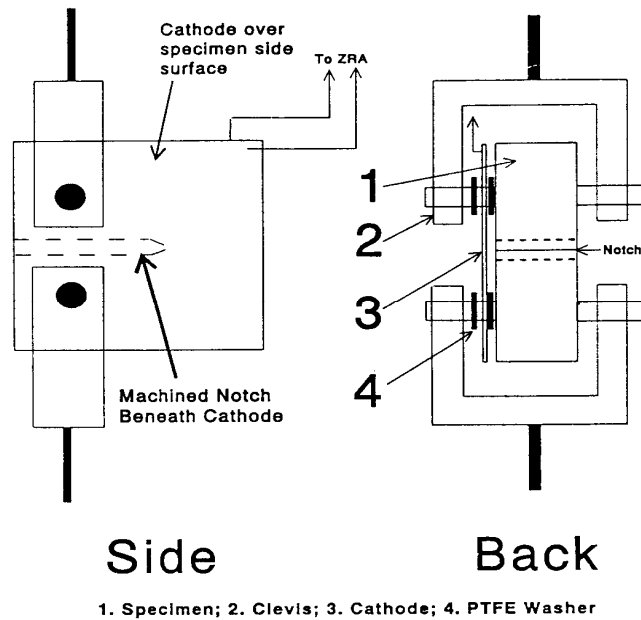 Cathode over
specimen side
surface
To ZRA
1
2
Notch
3
4
Machined Notch
Beneath Cathode
Side
Back
1. Specimen; 2. Clevis; 3. Cathode; 4. PTFE Washer